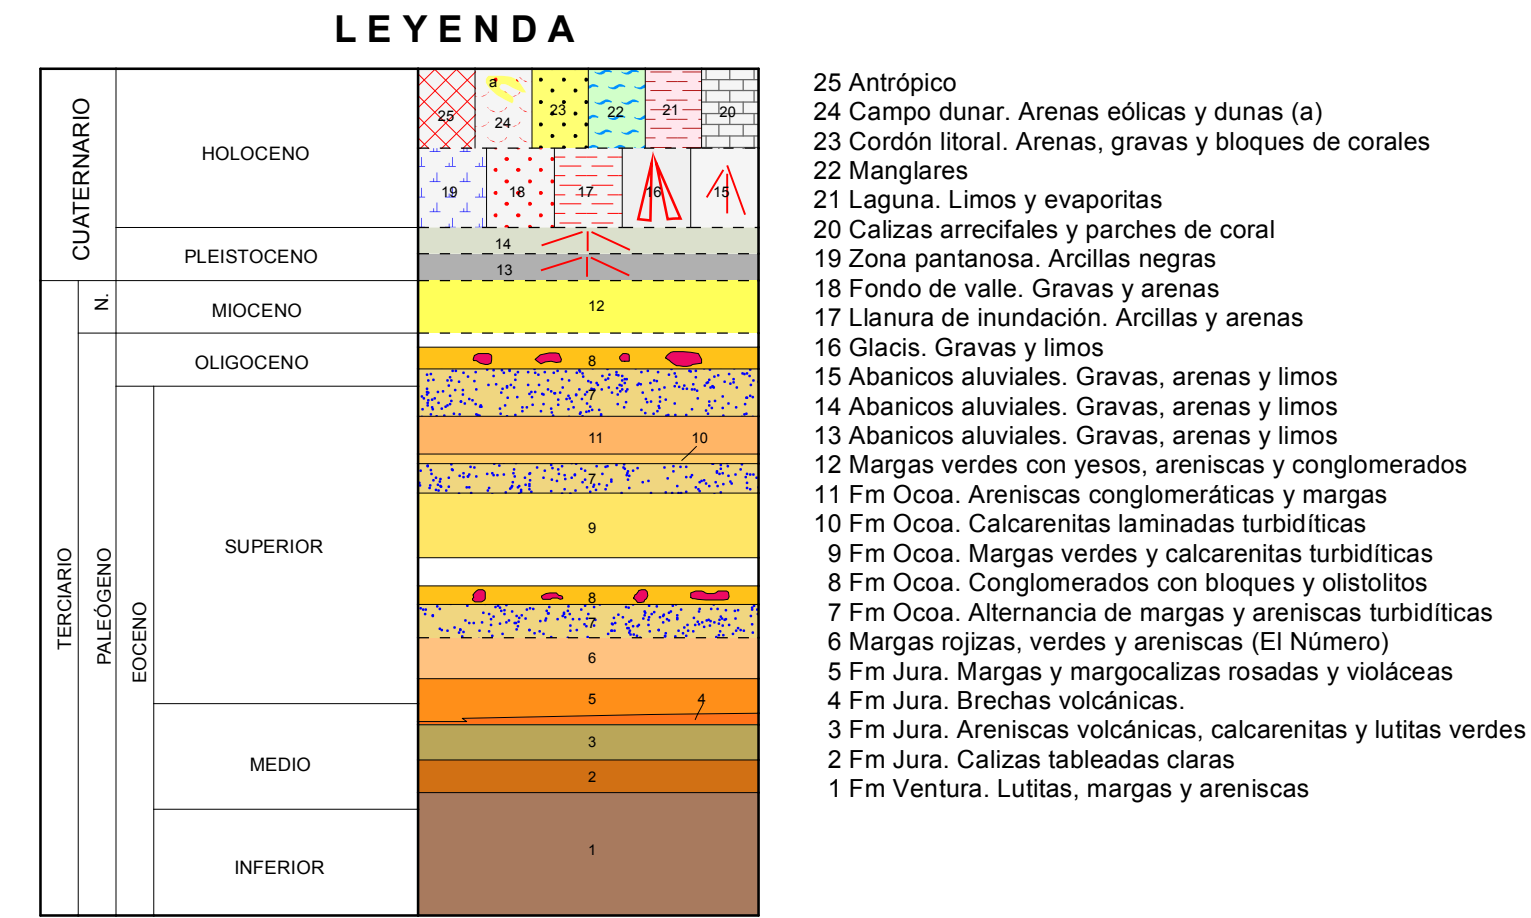 LEYENDA
CUATERNARIO
HOLOCENO
PLEISTOCENO
TERCIARIO
N.
MIOCENO
PALEÓGENO
OLIGOCENO
EOCENO
SUPERIOR
MEDIO
INFERIOR
25
a
24
23
22
21
20
19
18
17
16
15
14
13
12
8
7
11
10
7
9
8
7
6
5
4
3
2
1
25 Antrópico
24 Campo dunar. Arenas eólicas y dunas (a)
23 Cordón litoral. Arenas, gravas y bloques de corales
22 Manglares
21 Laguna. Limos y evaporitas
20 Calizas arrecifales y parches de coral
19 Zona pantanosa. Arcillas negras
18 Fondo de valle. Gravas y arenas
17 Llanura de inundación. Arcillas y arenas
16 Glacis. Gravas y limos
15 Abanicos aluviales. Gravas, arenas y limos
14 Abanicos aluviales. Gravas, arenas y limos
13 Abanicos aluviales. Gravas, arenas y limos
12 Margas verdes con yesos, areniscas y conglomerados
11 Fm Ocoa. Areniscas conglomeráticas y margas
10 Fm Ocoa. Calcarenitas laminadas turbidíticas
9 Fm Ocoa. Margas verdes y calcarenitas turbidíticas
8 Fm Ocoa. Conglomerados con bloques y olistolitos
7 Fm Ocoa. Alternancia de margas y areniscas turbidíticas
6 Margas rojizas, verdes y areniscas (El Número)
5 Fm Jura. Margas y margocalizas rosadas y violáceas
4 Fm Jura. Brechas volcánicas.
3 Fm Jura. Areniscas volcánicas, calcarenitas y lutitas verdes
2 Fm Jura. Calizas tableadas claras
1 Fm Ventura. Lutitas, margas y areniscas